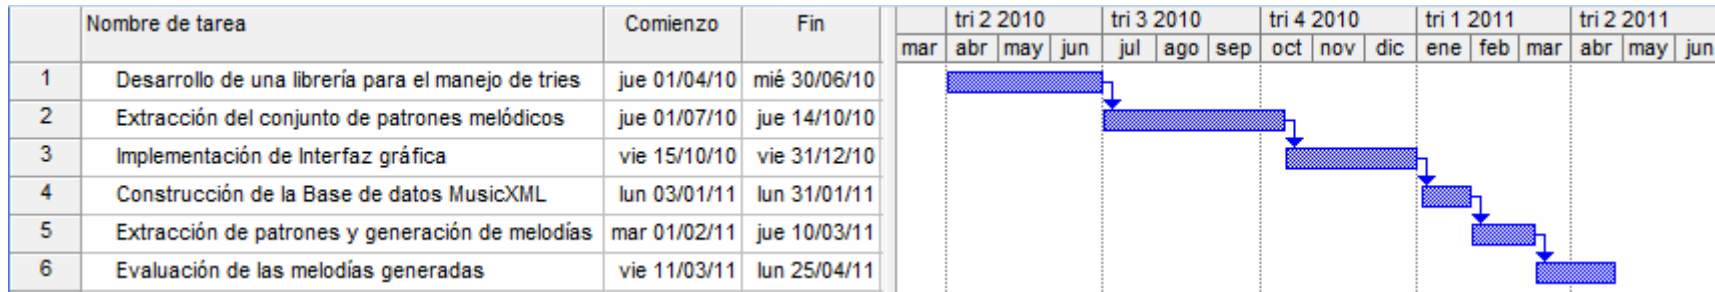 Nombre de tarea Comienzo Fin tri 2 2010 tri 3 2010 tri 4 2010 tri 1 2011 tri 2 2011
mar abr may jun jul ago sep oct nov dic ene feb mar abr may jun
1 Desarrollo de una librería para el manejo de tries jue 01/04/10 mié 30/06/10
2 Extracción del conjunto de patrones melódicos jue 01/07/10 jue 14/10/10
3 Implementación de Interfaz gráfica vie 15/10/10 vie 31/12/10
4 Construcción de la Base de datos MusicXML lun 03/01/11 lun 31/01/11
5 Extracción de patrones y generación de melodías mar 01/02/11 jue 10/03/11
6 Evaluación de las melodías generadas vie 11/03/11 lun 25/04/11